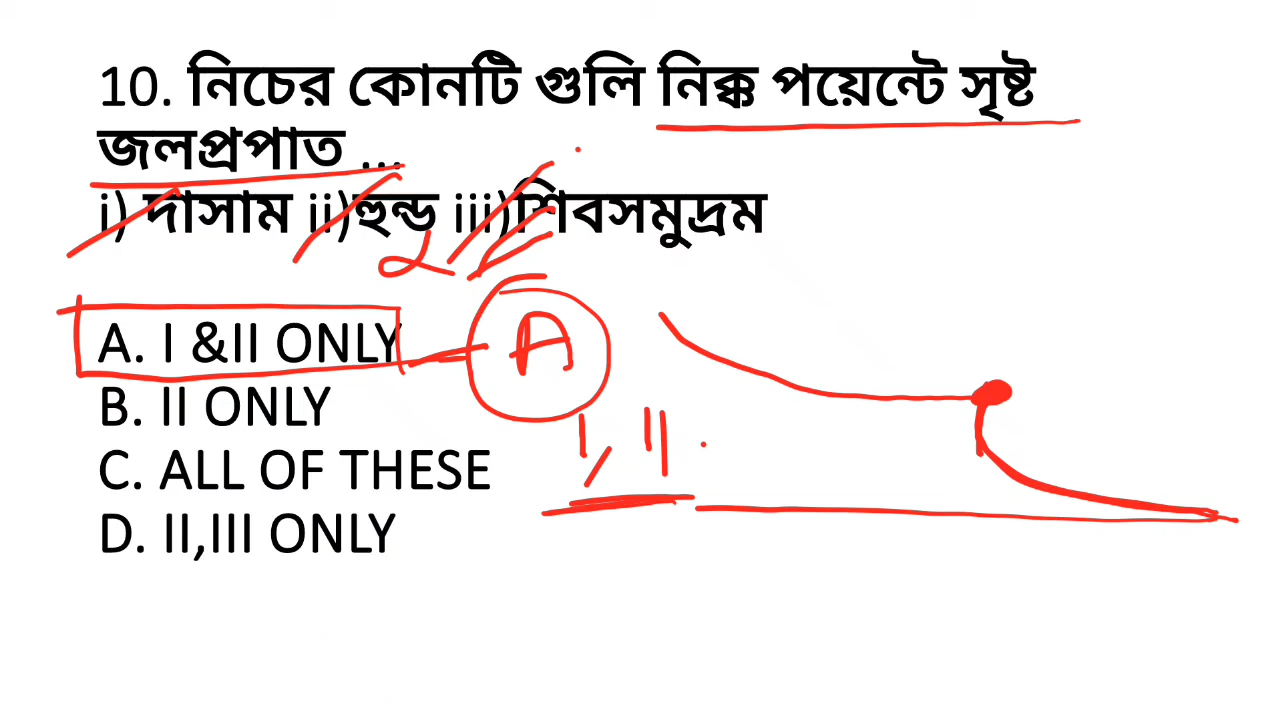 10. নিচের কোনটি গুলি নিক্ক পয়েন্টে সৃষ্ট
জলপ্রপাত ...
i) দাসাম ii)হুন্ড্রু iii)শিবসমুদ্রম
A. I &II ONLY
A
B. II ONLY
I, II
C. ALL OF THESE
D. II,III ONLY